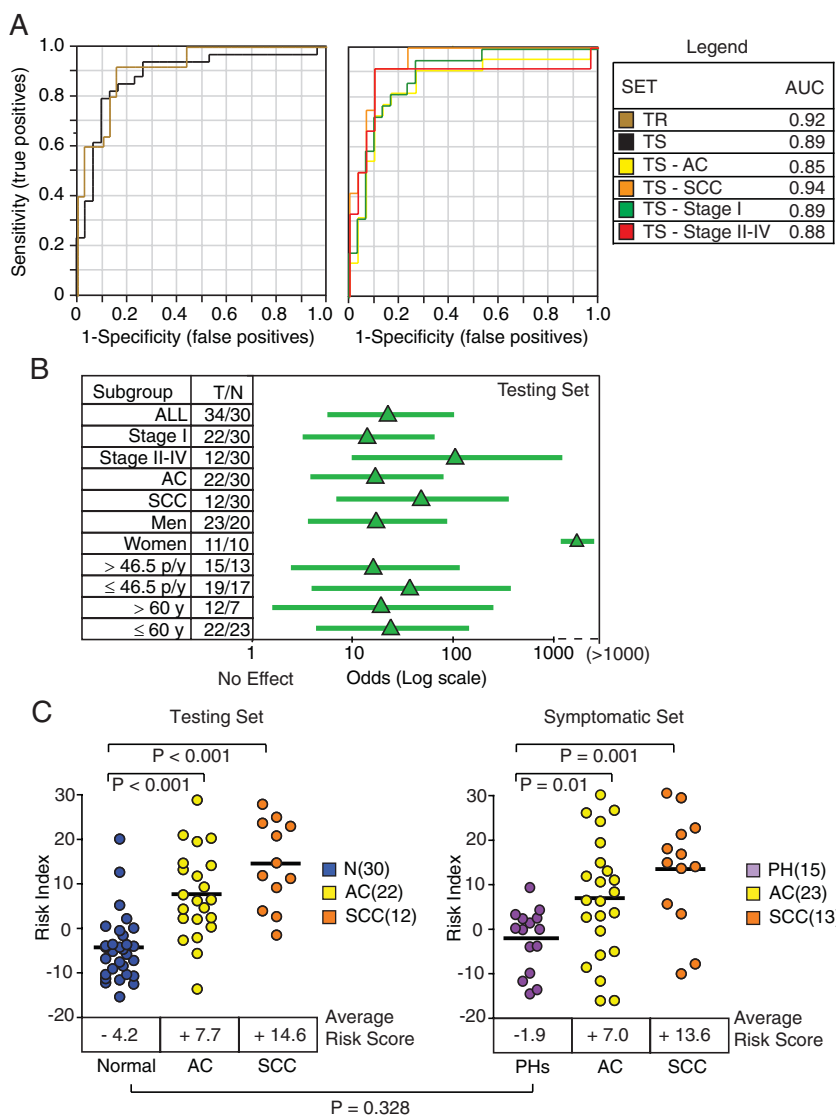 A
Sensitivity (true positives)
1.0
0.8
0.6
0.4
0.2
0
0 0.2 0.4 0.6 0.8 1.0
1-Specificity (false positives)
0 0.2 0.4 0.6 0.8 1.0
1-Specificity (false positives)
Legend
SET AUC
TR 0.92
TS 0.89
TS - AC 0.85
TS - SCC 0.94
TS - Stage I 0.89
TS - Stage II-IV 0.88
B
Subgroup T/N
Testing Set
ALL 34/30
Stage I 22/30
Stage II-IV 12/30
AC 22/30
SCC 12/30
Men 23/20
Women 11/10
> 46.5 p/y 15/13
≤ 46.5 p/y 19/17
> 60 y 12/7
≤ 60 y 22/23
1 10 100 1000 (>1000)
No Effect Odds (Log scale)
C
Testing Set
P < 0.001
P < 0.001
Risk Index
30
20
10
0
-10
-20
N(30)
AC(22)
SCC(12)
- 4.2 + 7.7 + 14.6
Average
Risk Score
Normal AC SCC
Symptomatic Set
P = 0.001
P = 0.01
Risk Index
30
20
10
0
-10
-20
PH(15)
AC(23)
SCC(13
-1.9 + 7.0 + 13.6
Average
Risk Score
PHs AC SCC
P = 0.328